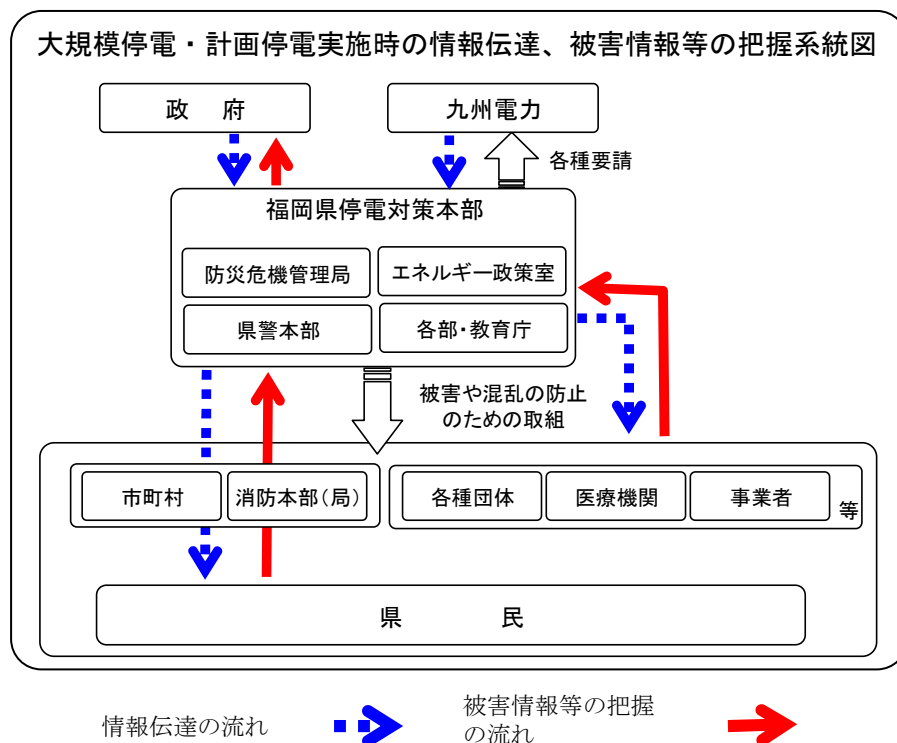 大規模停電・計画停電実施時の情報伝達、被害情報等の把握系統図
政　府
九州電力
各種要請
福岡県停電対策本部
防災危機管理局
エネルギー政策室
県警本部
各部・教育庁
被害や混乱の防止
のための取組
市町村
消防本部(局)
各種団体
医療機関
事業者
等
県　民
情報伝達の流れ
被害情報等の把握
の流れ